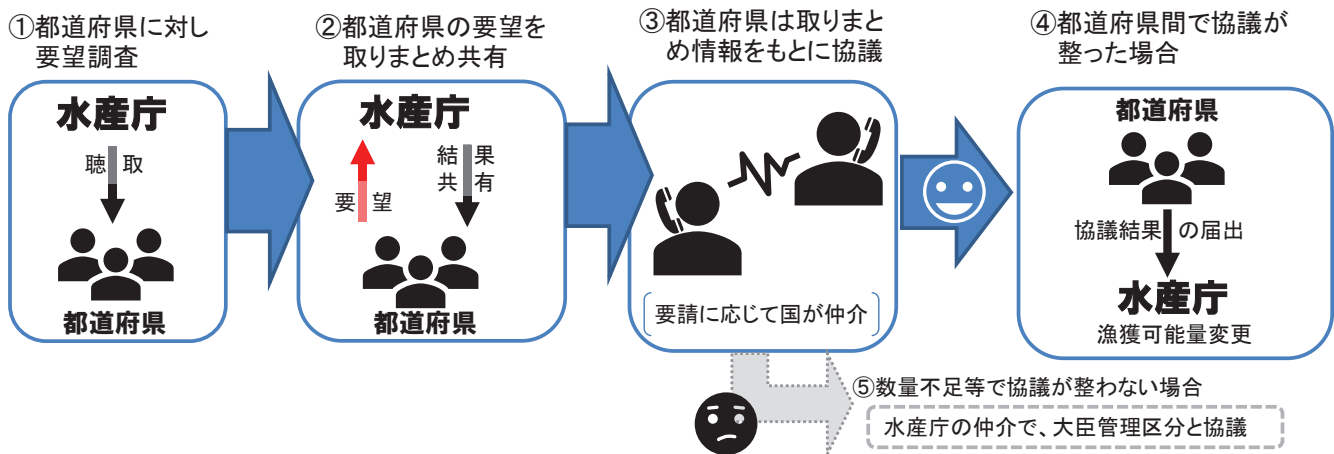 ①都道府県に対し
要望調査
水産庁
聴取
都道府県
②都道府県の要望を
取りまとめ共有
水産庁
要望
結果
共有
都道府県
③都道府県は取りまと
め情報をもとに協議
要請に応じて国が仲介
④都道府県間で協議が
整った場合
都道府県
協議結果の届出
水産庁
漁獲可能量変更
⑤数量不足等で協議が整わない場合
水産庁の仲介で、大臣管理区分と協議